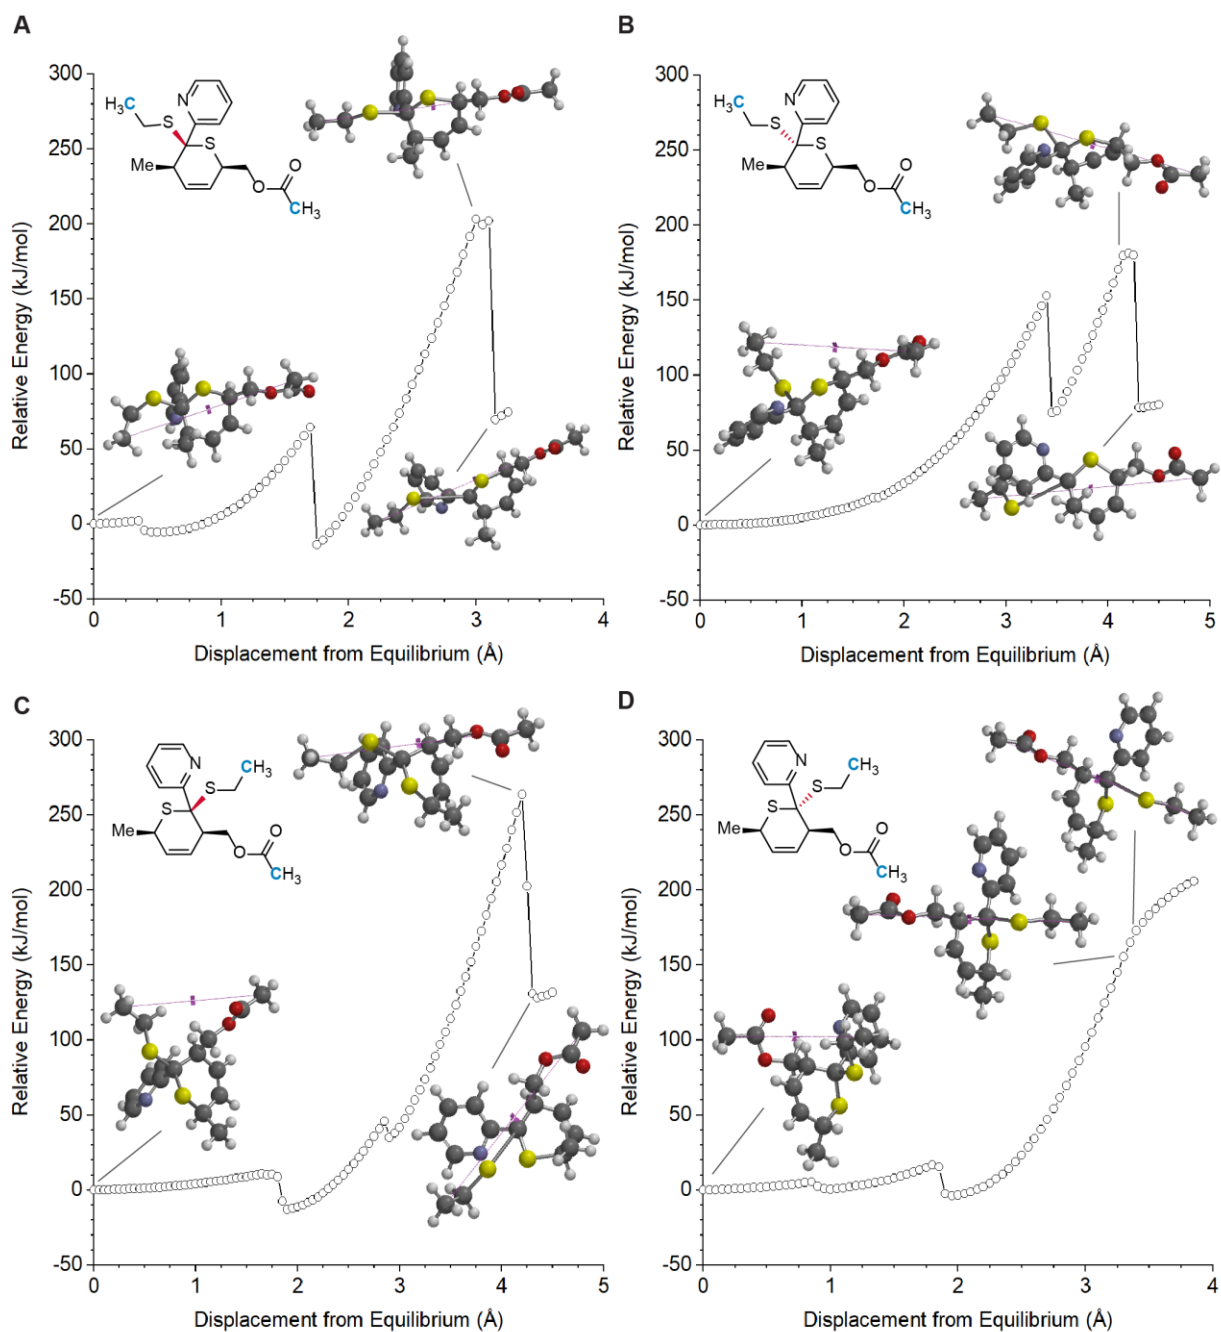 A
300
250
200
150
100
50
0
-50
Relative Energy (kJ/mol)
0 1 2 3 4
Displacement from Equilibrium (Å)
H₃C
N
S
S
Me
O
O
CH₃
B
300
250
200
150
100
50
0
-50
Relative Energy (kJ/mol)
0 1 2 3 4 5
Displacement from Equilibrium (Å)
H₃C
N
S
S
Me
O
O
CH₃
C
300
250
200
150
100
50
0
-50
Relative Energy (kJ/mol)
0 1 2 3 4 5
Displacement from Equilibrium (Å)
N
CH₃
S
S
Me
O
O
CH₃
D
300
250
200
150
100
50
0
-50
Relative Energy (kJ/mol)
0 1 2 3 4
Displacement from Equilibrium (Å)
N
CH₃
S
S
Me
O
O
CH₃